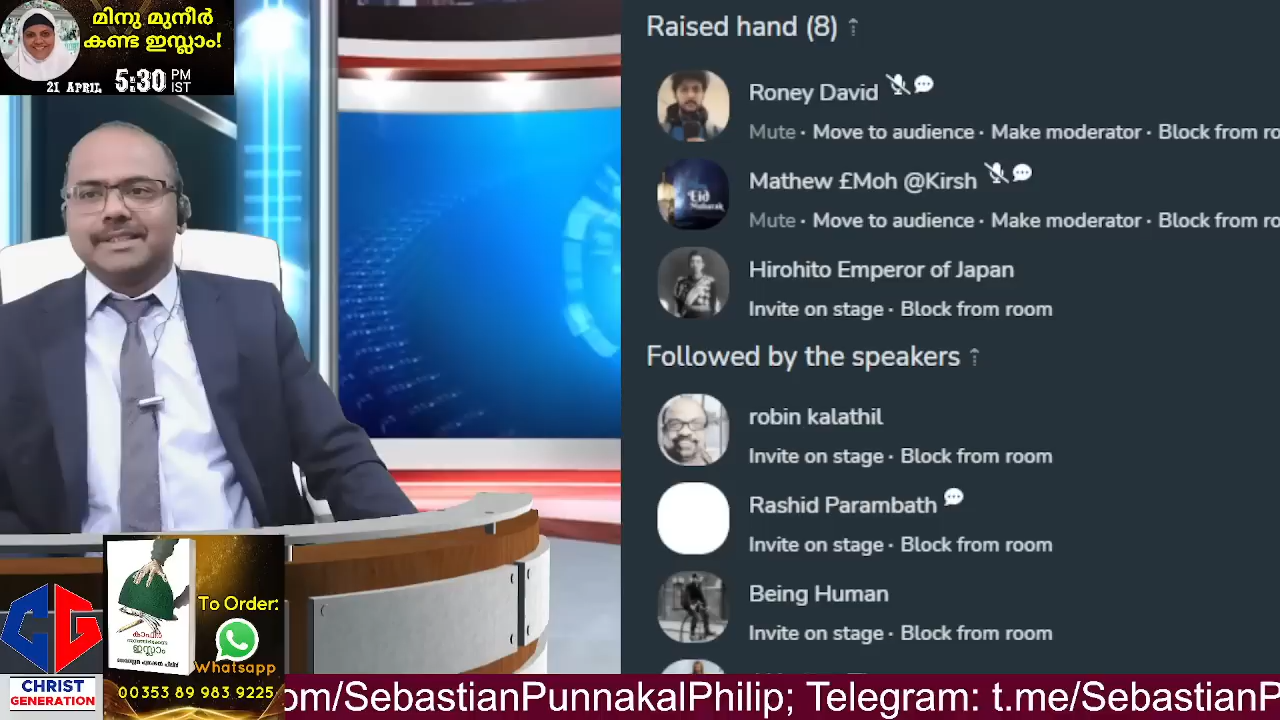 മിനു മുനീർ
കണ്ട ഇസ്ലാം!
21 APRIL 5:30 PM IST
Raised hand (8)
Roney David
Mute · Move to audience · Make moderator · Block from ro
Mathew £Moh @Kirsh
Eid
Mubarak
Mute · Move to audience · Make moderator · Block from ro
Hirohito Emperor of Japan
Invite on stage · Block from room
Followed by the speakers
robin kalathil
Invite on stage · Block from room
Rashid Parambath
Invite on stage · Block from room
Being Human
Invite on stage · Block from room
കാഫിർ
ഇസ്ലാം
To Order:
Whatsapp
00353 89 983 9225
CG
CHRIST
GENERATION
om/SebastianPunnakalPhilip; Telegram: t.me/SebastianP